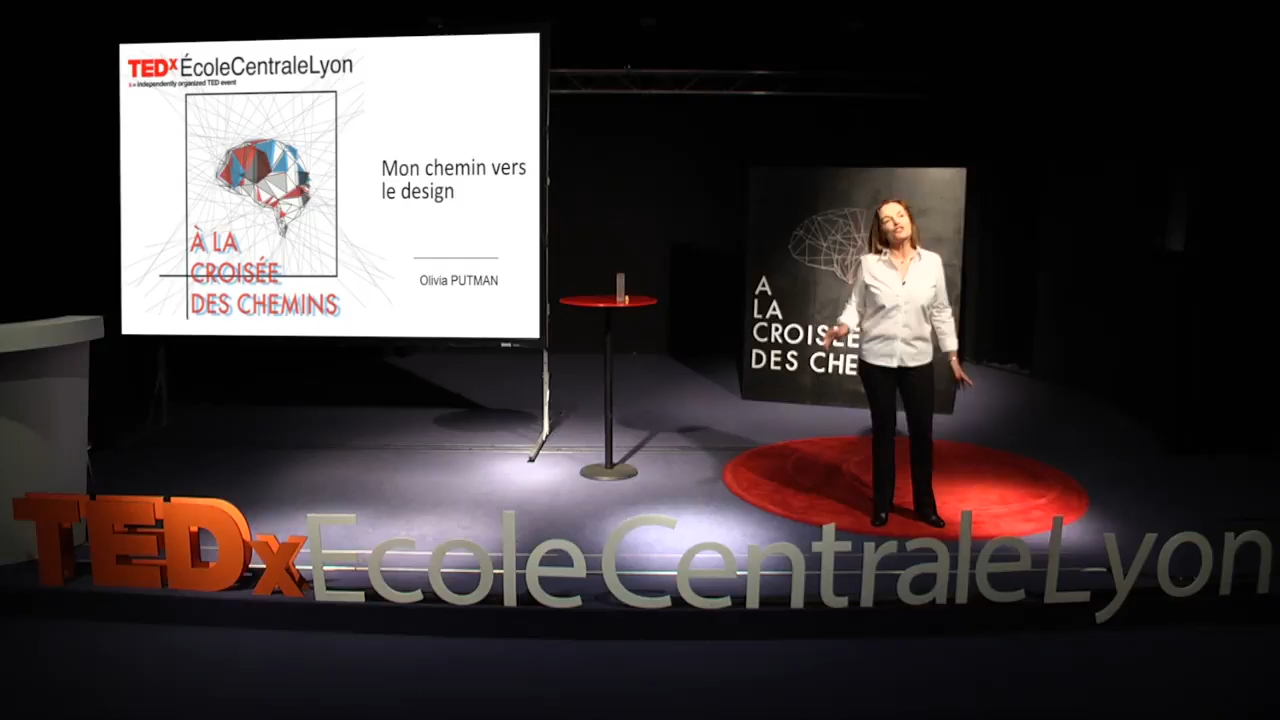 TEDxÉcoleCentraleLyon
x = independently organized TED event
Mon chemin vers
le design
À LA
CROISÉE
DES CHEMINS
Olivia PUTMAN
A
LA
CROISÉE
DES CHE
TEDxEcoleCentraleLyon